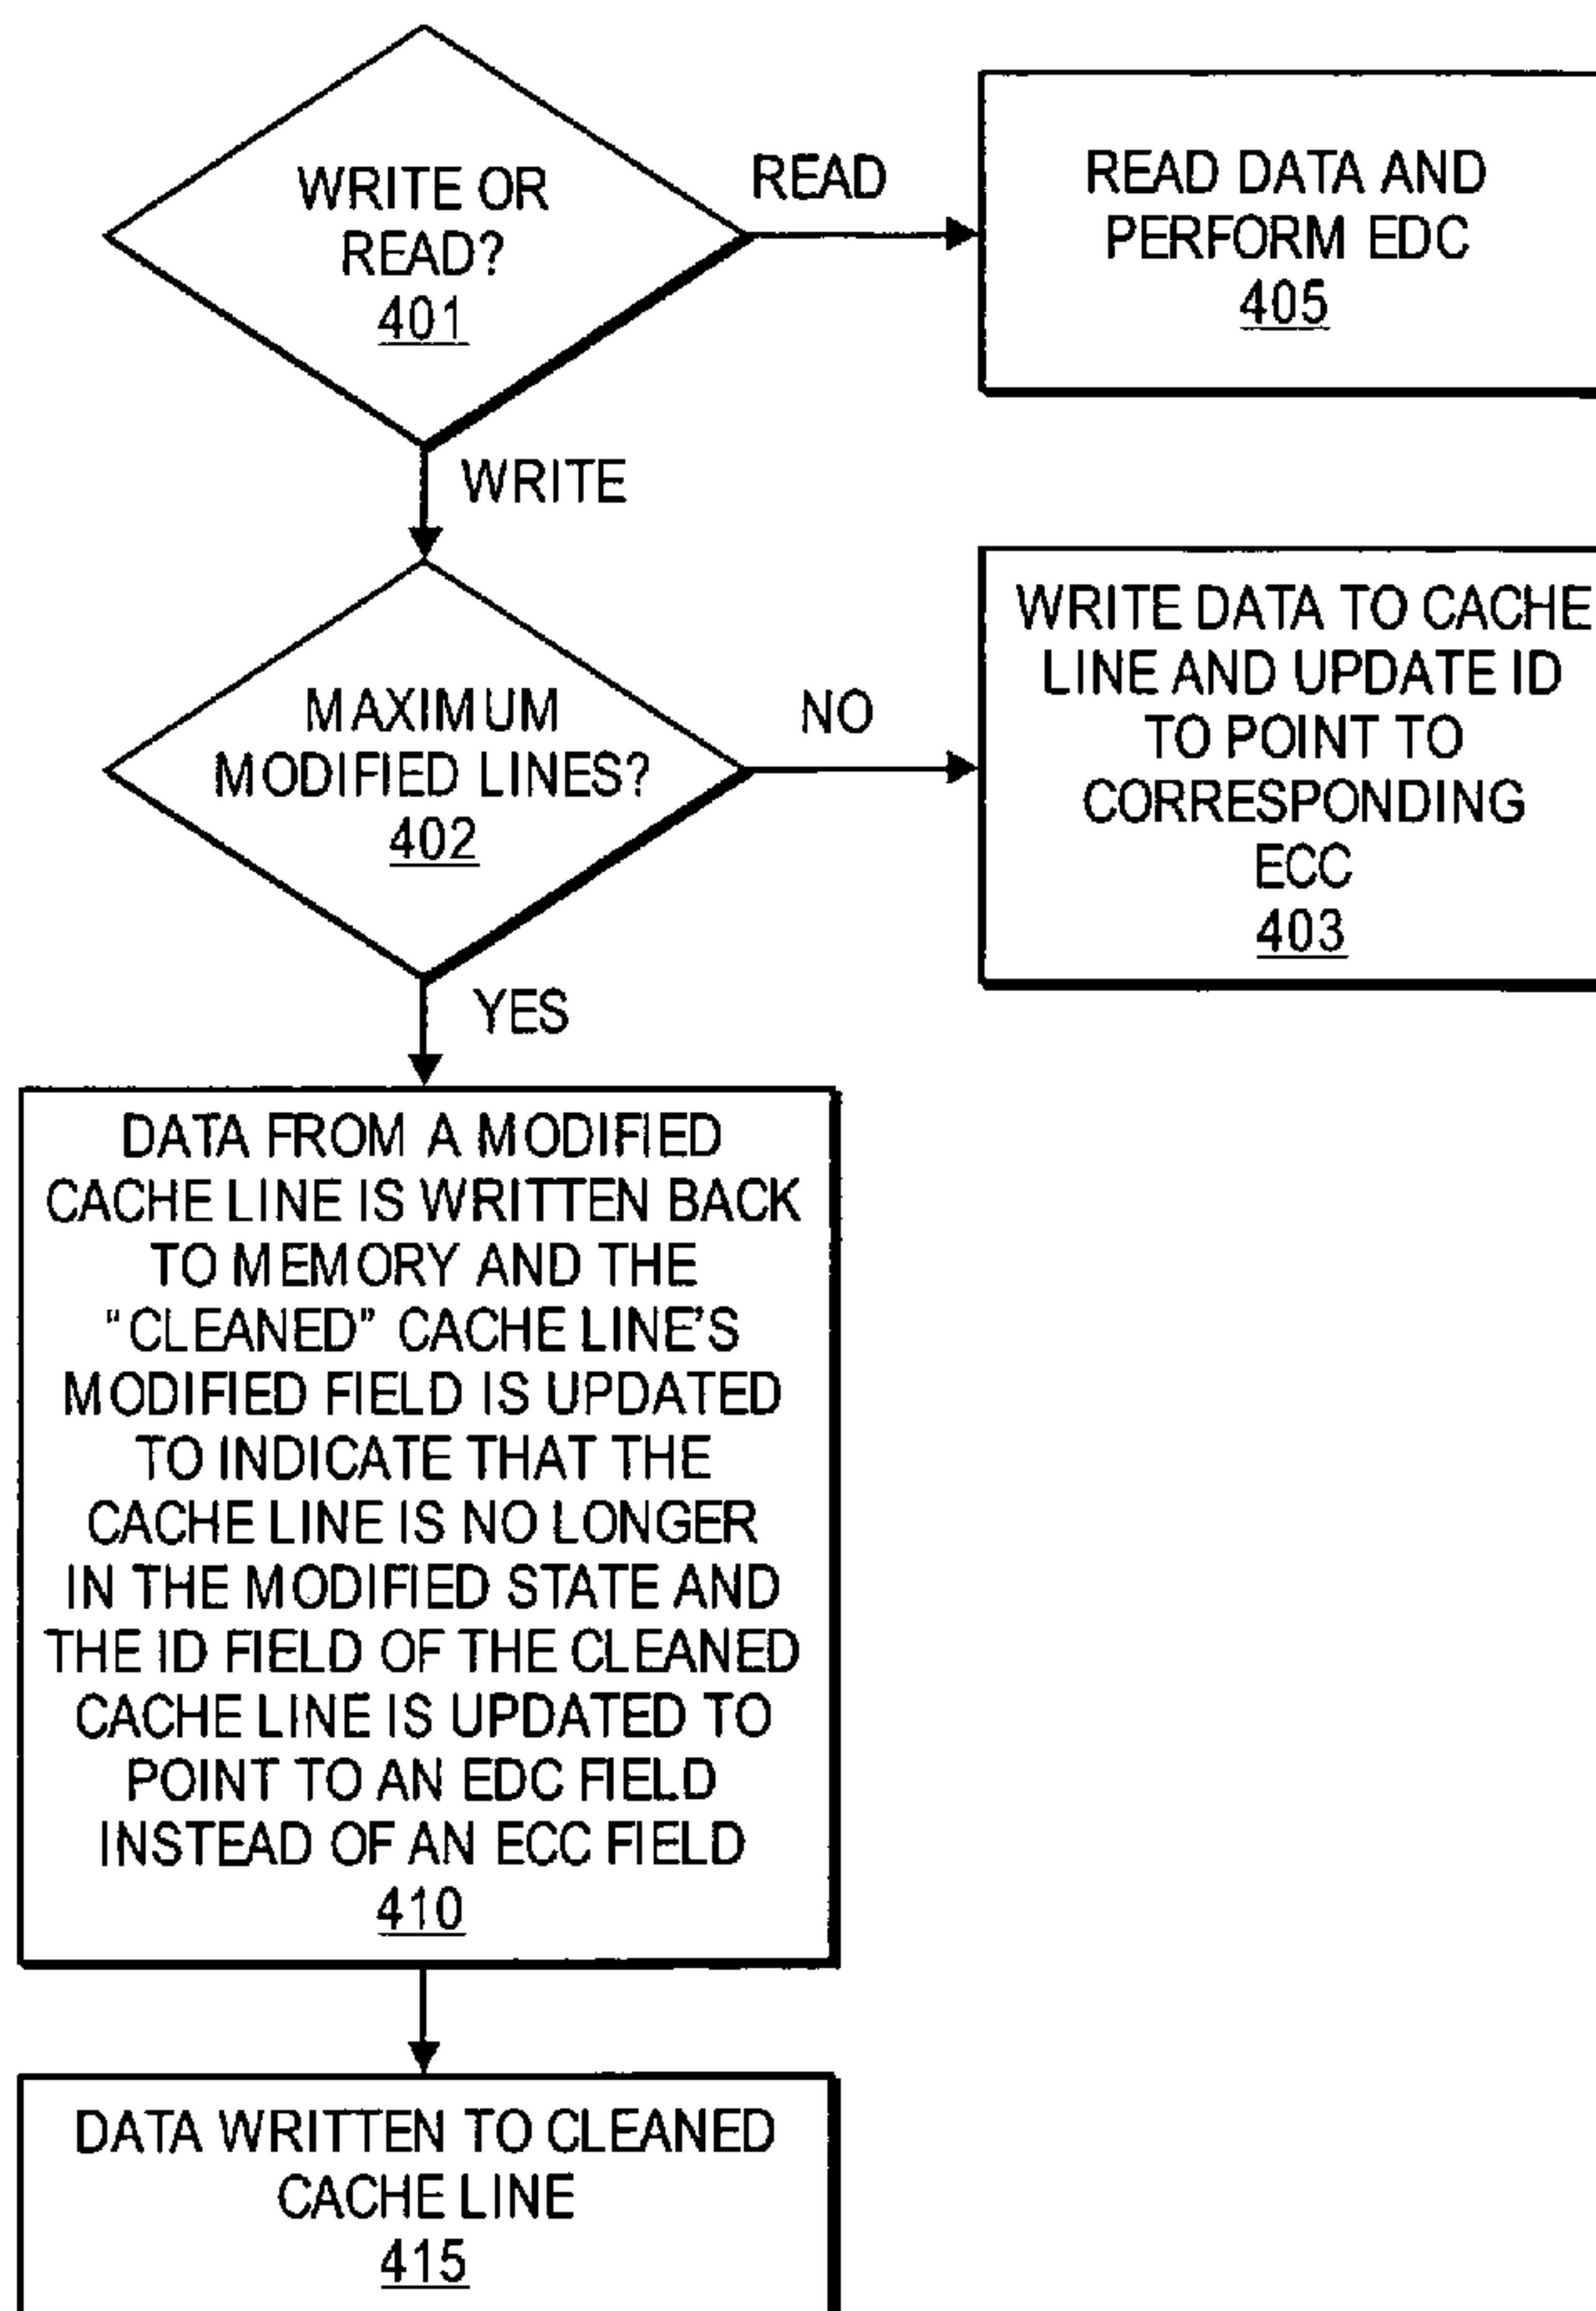 WRITE OR
READ?
401
READ
READ DATA AND
PERFORM EDC
405
WRITE
MAXIMUM
MODIFIED LINES?
402
NO
WRITE DATA TO CACHE
LINE AND UPDATE ID
TO POINT TO
CORRESPONDING
ECC
403
YES
DATA FROM A MODIFIED
CACHE LINE IS WRITTEN BACK
TO MEMORY AND THE
“CLEANED” CACHE LINE’S
MODIFIED FIELD IS UPDATED
TO INDICATE THAT THE
CACHE LINE IS NO LONGER
IN THE MODIFIED STATE AND
THE ID FIELD OF THE CLEANED
CACHE LINE IS UPDATED TO
POINT TO AN EDC FIELD
INSTEAD OF AN ECC FIELD
410
DATA WRITTEN TO CLEANED
CACHE LINE
415